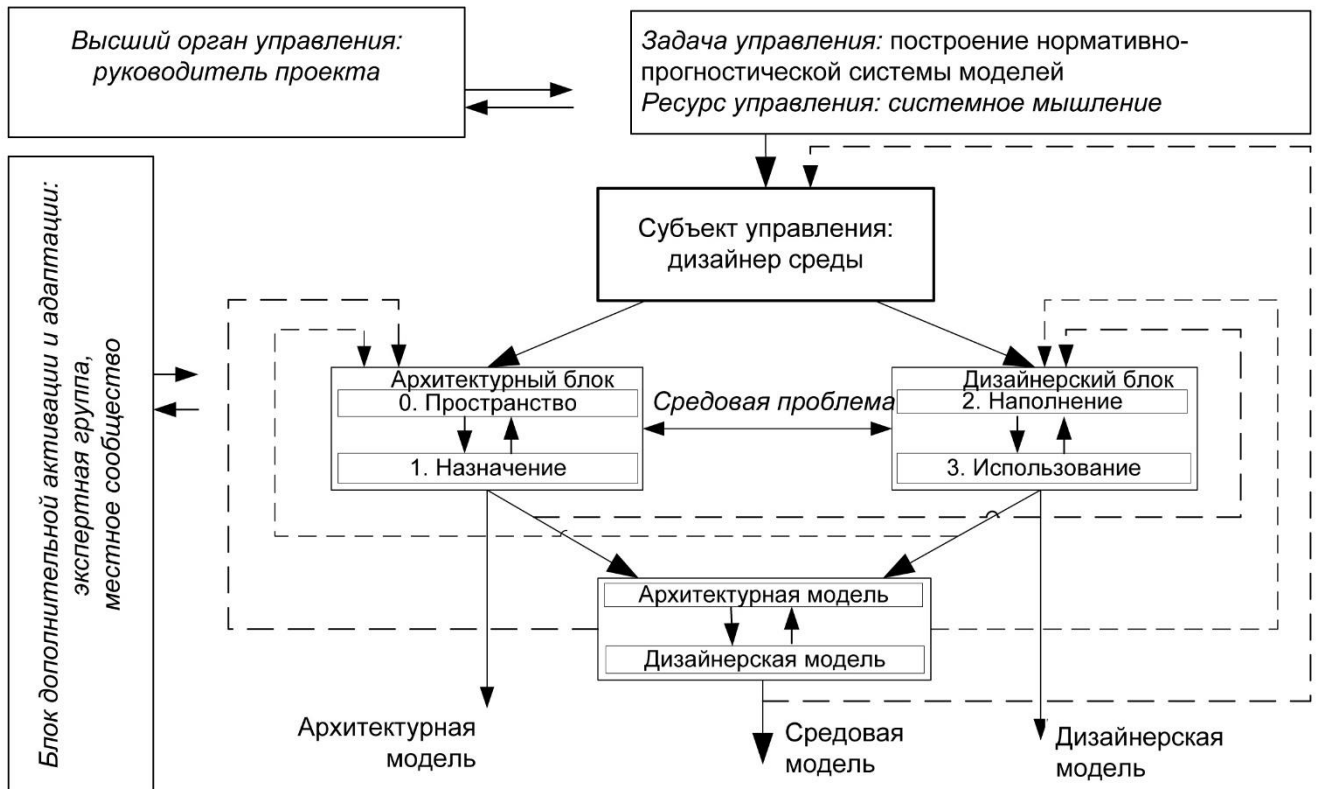 Высший орган управления:
руководитель проекта
Задача управления: построение нормативно-
прогностической системы моделей
Ресурс управления: системное мышление
Блок дополнительной активации и адаптации:
экспертная группа,
местное сообщество
Субъект управления:
дизайнер среды
Архитектурный блок
0. Пространство
1. Назначение
Средовая проблема
Дизайнерский блок
2. Наполнение
3. Использование
Архитектурная модель
Дизайнерская модель
Архитектурная
модель
Средовая
модель
Дизайнерская
модель